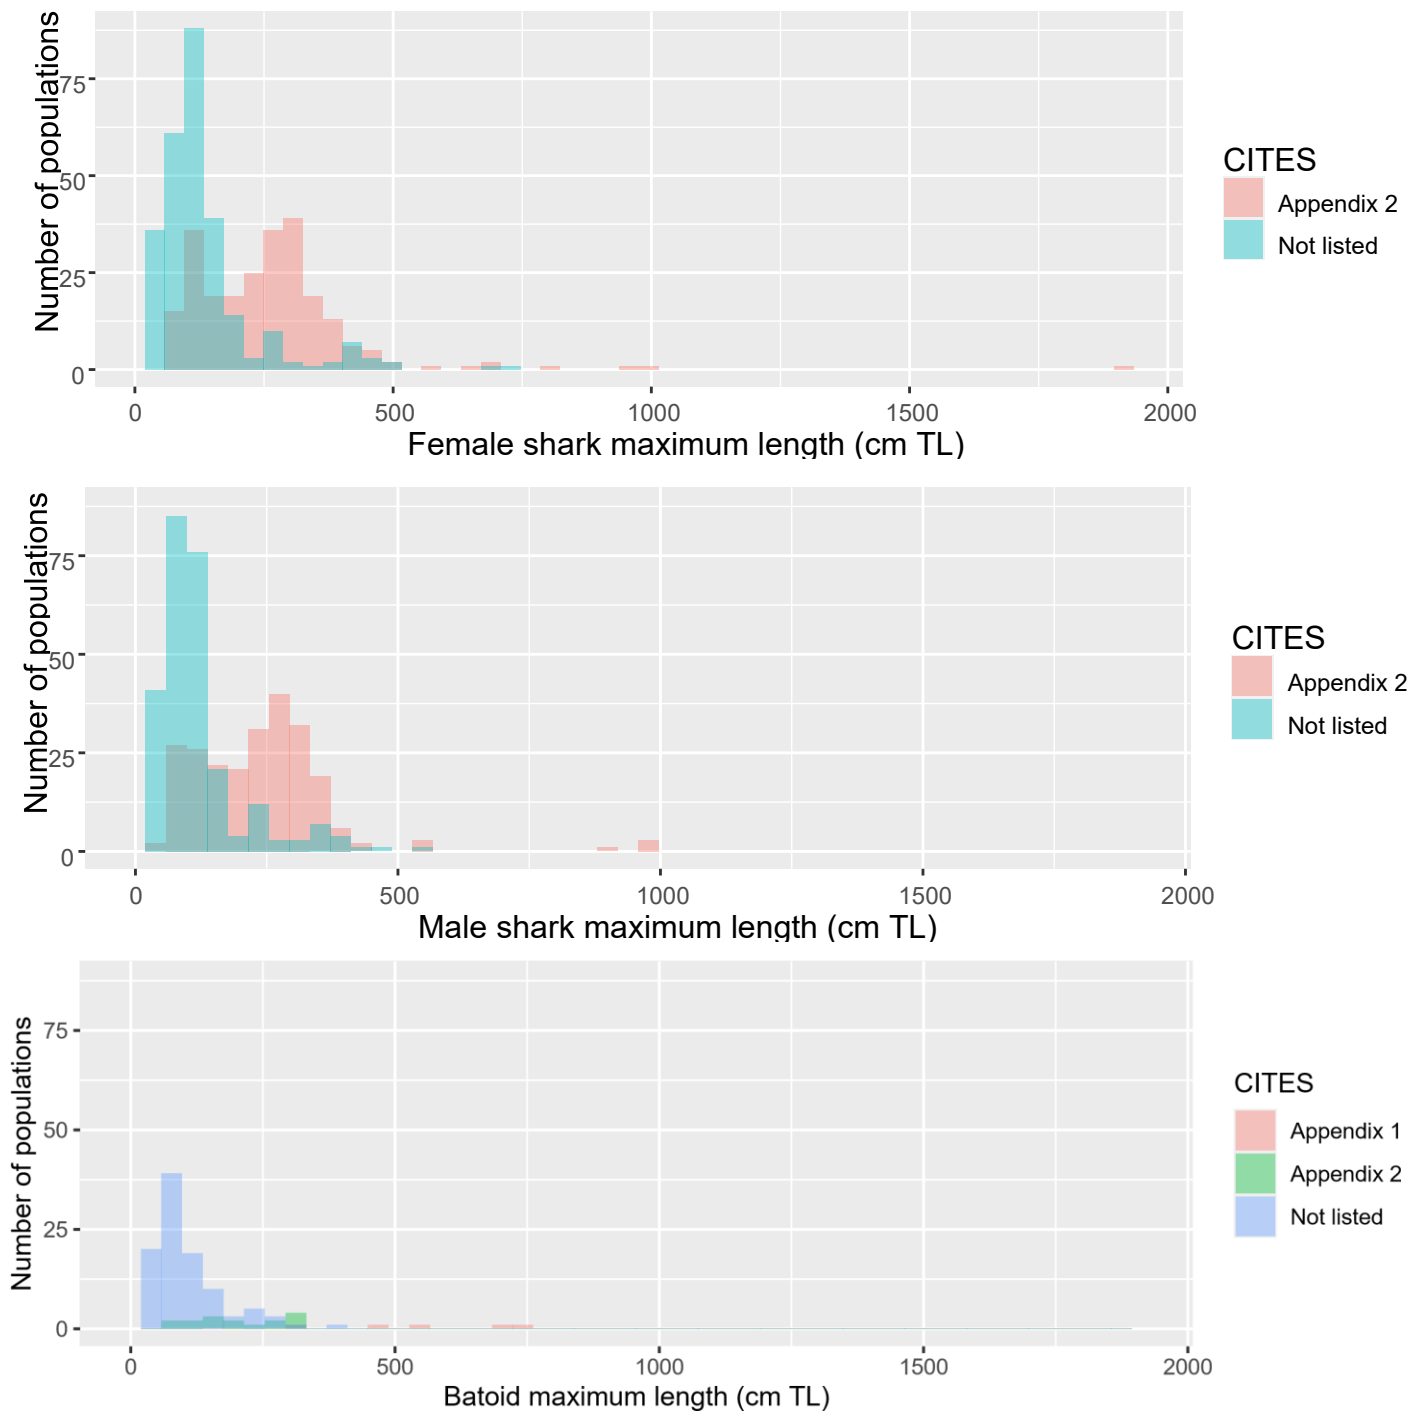 Number of populations
75
50
25
0
0 500 1000 1500 2000
Female shark maximum length (cm TL)
CITES
Appendix 2
Not listed
Number of populations
75
50
25
0
0 500 1000 1500 2000
Male shark maximum length (cm TL)
CITES
Appendix 2
Not listed
Number of populations
75
50
25
0
0 500 1000 1500 2000
Batoid maximum length (cm TL)
CITES
Appendix 1
Appendix 2
Not listed